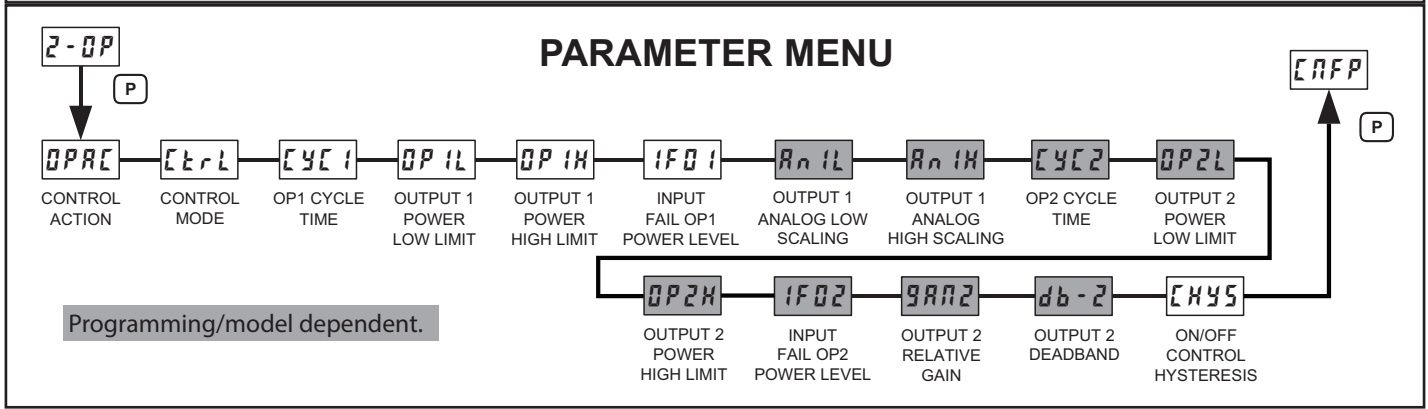 2-OP
PARAMETER MENU
CNFP
P
P
OPAC
CtrL
CYC1
OP1L
OP1H
IF01
An1L
An1H
CYC2
OP2L
CONTROL
ACTION
CONTROL
MODE
OP1 CYCLE
TIME
OUTPUT 1
POWER
LOW LIMIT
OUTPUT 1
POWER
HIGH LIMIT
INPUT
FAIL OP1
POWER LEVEL
OUTPUT 1
ANALOG LOW
SCALING
OUTPUT 1
ANALOG
HIGH SCALING
OP2 CYCLE
TIME
OUTPUT 2
POWER
LOW LIMIT
OP2H
IF02
gAN2
db-2
CHYS
Programming/model dependent.
OUTPUT 2
POWER
HIGH LIMIT
INPUT
FAIL OP2
POWER LEVEL
OUTPUT 2
RELATIVE
GAIN
OUTPUT 2
DEADBAND
ON/OFF
CONTROL
HYSTERESIS